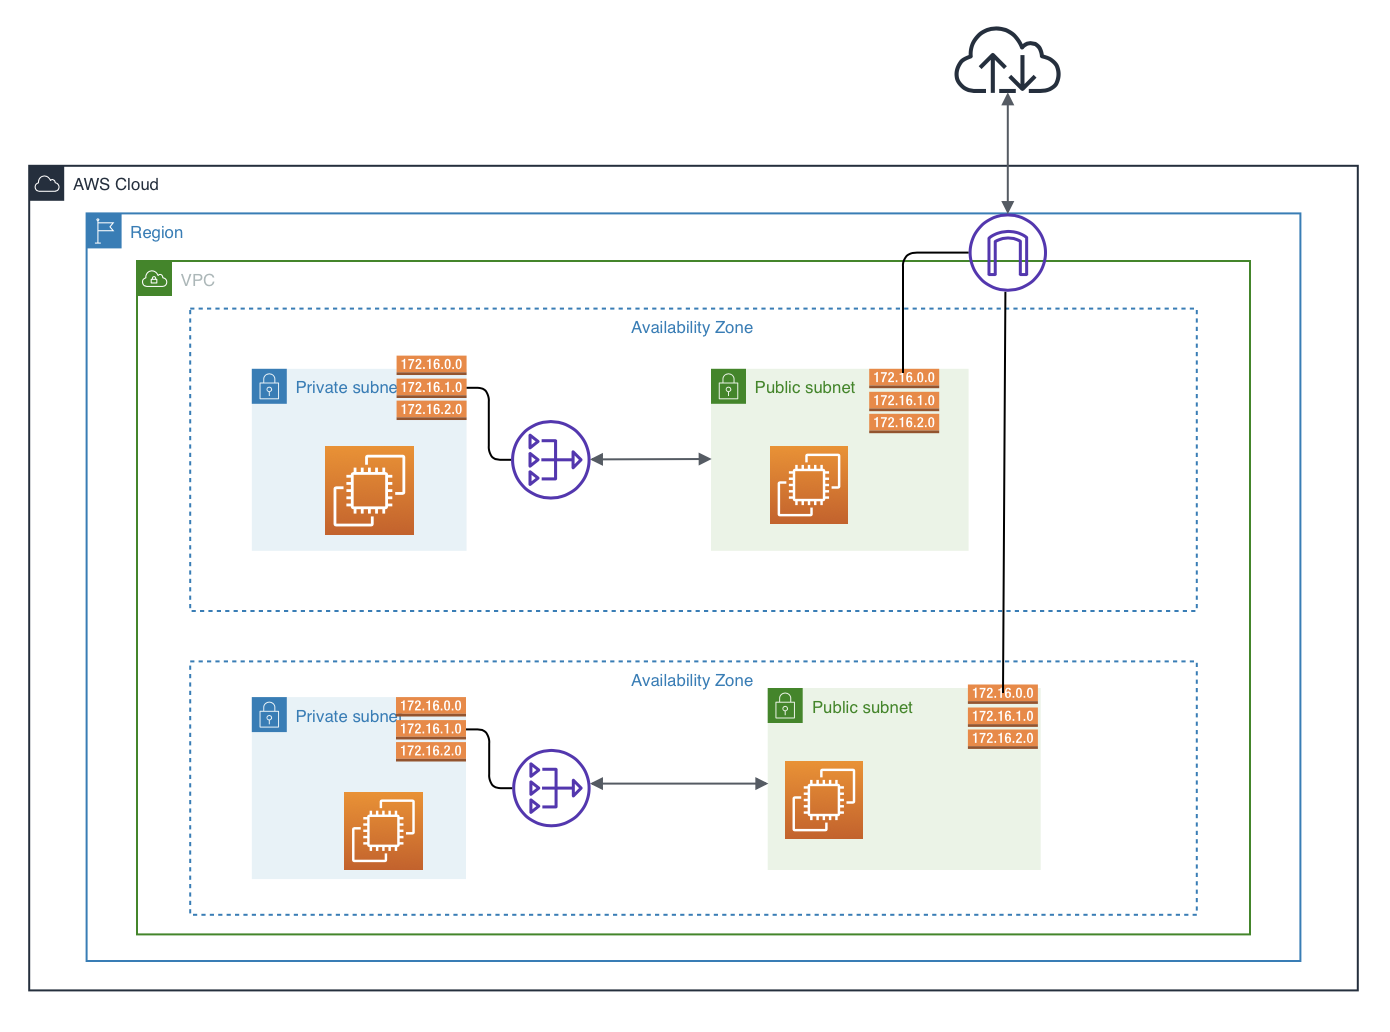 AWS Cloud
Region
VPC
Availability Zone
Private subnet
172.16.0.0
172.16.1.0
172.16.2.0
Public subnet
172.16.0.0
172.16.1.0
172.16.2.0
Availability Zone
Private subnet
172.16.0.0
172.16.1.0
172.16.2.0
Public subnet
172.16.0.0
172.16.1.0
172.16.2.0